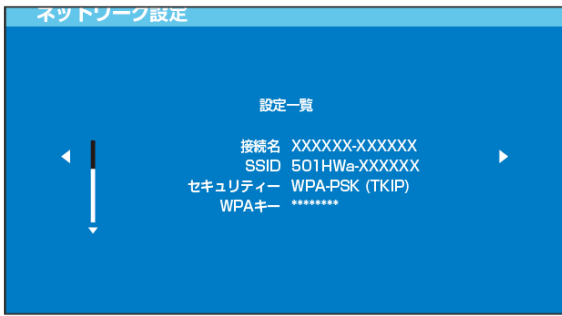 ネットワーク設定
設定一覧
接続名 XXXXXX-XXXXXX
SSID 501HWa-XXXXXX
セキュリティー WPA-PSK (TKIP)
WPAキー ********